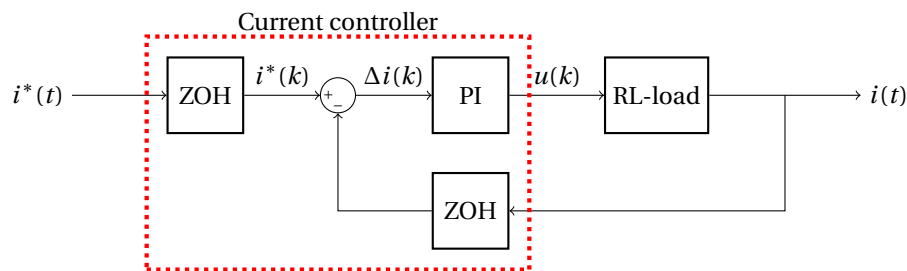 Current controller
i*(t)
ZOH
i*(k)
+
−
Δi(k)
PI
u(k)
RL-load
i(t)
ZOH